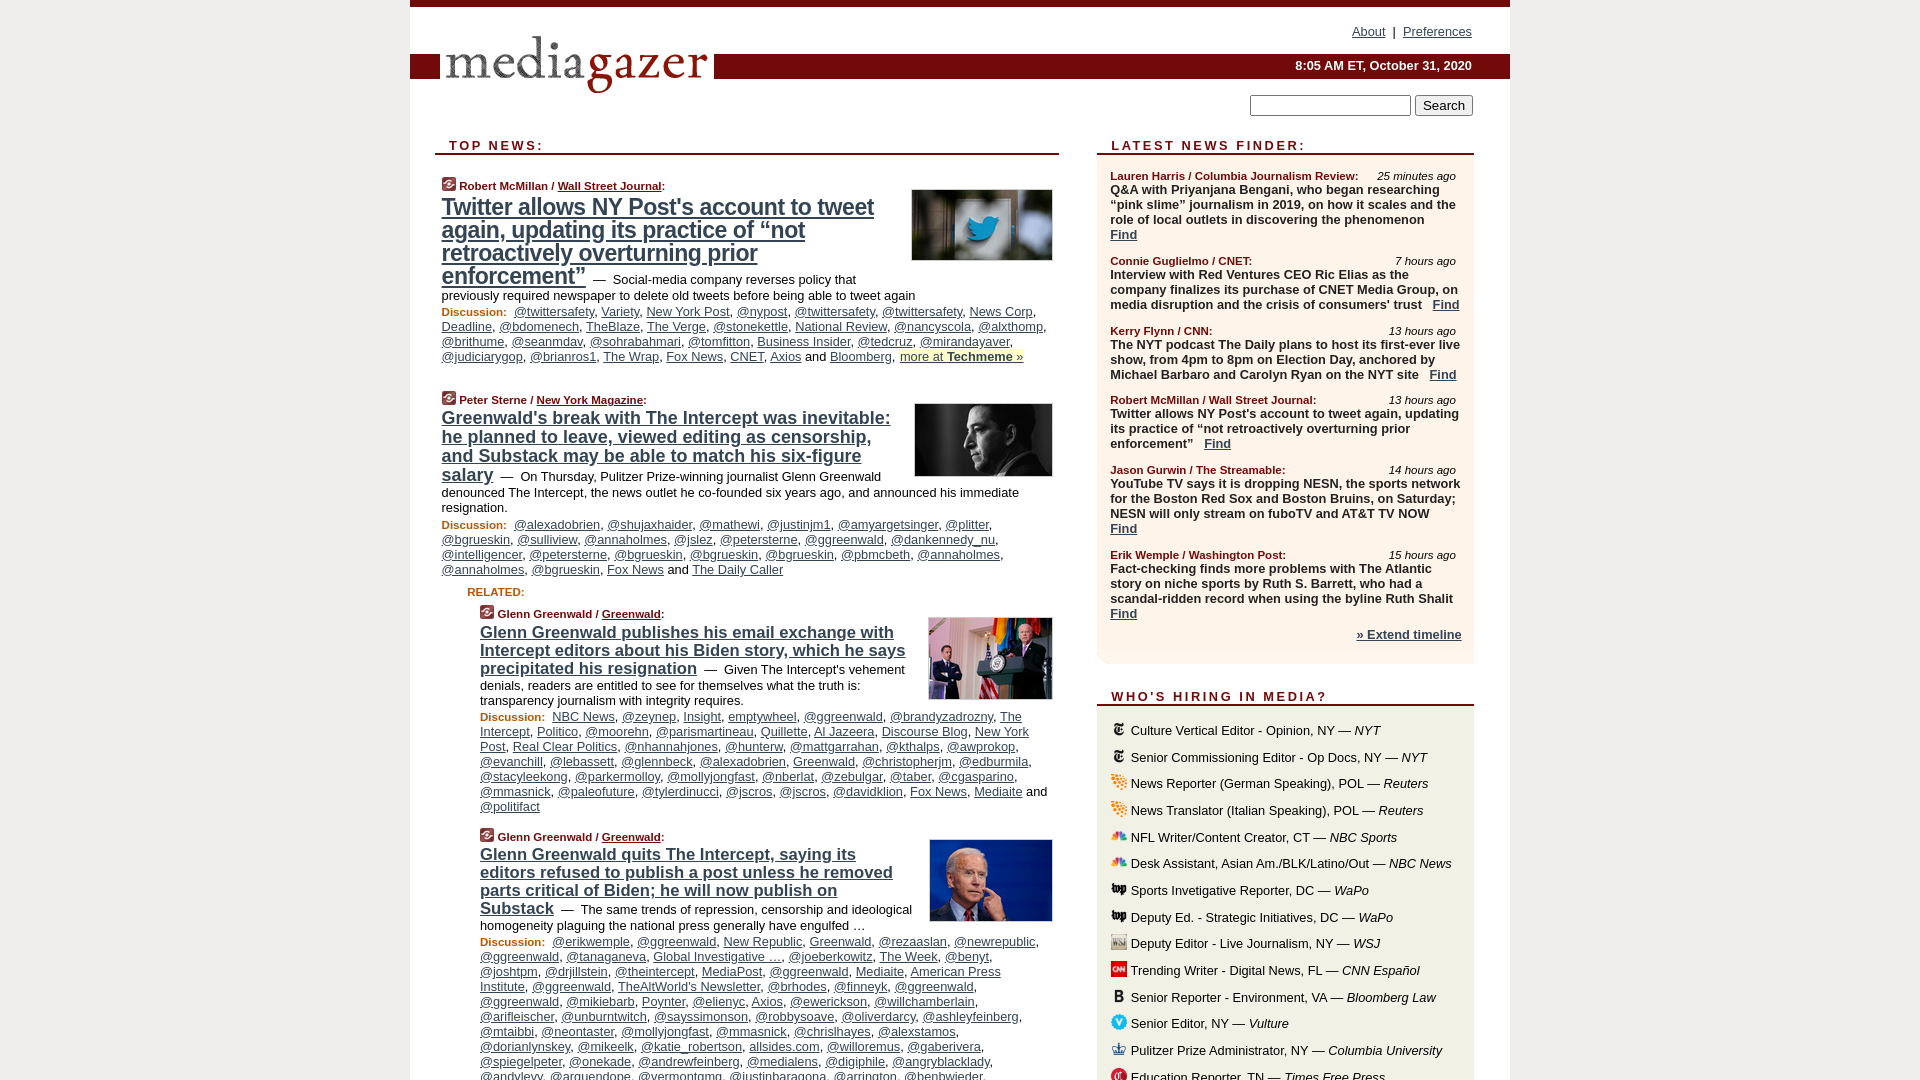 About | Preferences
mediagazer
8:05 AM ET, October 31, 2020
Search
TOP NEWS:
Robert McMillan / Wall Street Journal:
Twitter allows NY Post's account to tweet
again, updating its practice of “not
retroactively overturning prior
enforcement” — Social-media company reverses policy that
previously required newspaper to delete old tweets before being able to tweet again
Discussion: @twittersafety, Variety, New York Post, @nypost, @twittersafety, @twittersafety, News Corp,
Deadline, @bdomenech, TheBlaze, The Verge, @stonekettle, National Review, @nancyscola, @alxthomp,
@brithume, @seanmdav, @sohrabahmari, @tomfitton, Business Insider, @tedcruz, @mirandayaver,
@judiciarygop, @brianros1, The Wrap, Fox News, CNET, Axios and Bloomberg, more at Techmeme »
Peter Sterne / New York Magazine:
Greenwald's break with The Intercept was inevitable:
he planned to leave, viewed editing as censorship,
and Substack may be able to match his six-figure
salary — On Thursday, Pulitzer Prize-winning journalist Glenn Greenwald
denounced The Intercept, the news outlet he co-founded six years ago, and announced his immediate
resignation.
Discussion: @alexadobrien, @shujaxhaider, @mathewi, @justinjm1, @amyargetsinger, @plitter,
@bgrueskin, @sulliview, @annaholmes, @jslez, @petersterne, @ggreenwald, @dankennedy_nu,
@intelligencer, @petersterne, @bgrueskin, @bgrueskin, @bgrueskin, @pbmcbeth, @annaholmes,
@annaholmes, @bgrueskin, Fox News and The Daily Caller
RELATED:
Glenn Greenwald / Greenwald:
Glenn Greenwald publishes his email exchange with
Intercept editors about his Biden story, which he says
precipitated his resignation — Given The Intercept's vehement
denials, readers are entitled to see for themselves what the truth is:
transparency journalism with integrity requires.
Discussion: NBC News, @zeynep, Insight, emptywheel, @ggreenwald, @brandyzadrozny, The
Intercept, Politico, @moorehn, @parismartineau, Quillette, Al Jazeera, Discourse Blog, New York
Post, Real Clear Politics, @nhannahjones, @hunterw, @mattgarrahan, @kthalps, @awprokop,
@evanchill, @lebassett, @glennbeck, @alexadobrien, Greenwald, @christopherjm, @edburmila,
@stacyleekong, @parkermolloy, @mollyjongfast, @nberlat, @zebulgar, @taber, @cgasparino,
@mmasnick, @paleofuture, @tylerdinucci, @jscros, @jscros, @davidklion, Fox News, Mediaite and
@politifact
Glenn Greenwald / Greenwald:
Glenn Greenwald quits The Intercept, saying its
editors refused to publish a post unless he removed
parts critical of Biden; he will now publish on
Substack — The same trends of repression, censorship and ideological
homogeneity plaguing the national press generally have engulfed …
Discussion: @erikwemple, @ggreenwald, New Republic, Greenwald, @rezaaslan, @newrepublic,
@ggreenwald, @tanaganeva, Global Investigative …, @joeberkowitz, The Week, @benyt,
@joshtpm, @drjillstein, @theintercept, MediaPost, @ggreenwald, Mediaite, American Press
Institute, @ggreenwald, TheAltWorld's Newsletter, @brhodes, @finneyk, @ggreenwald,
@ggreenwald, @mikiebarb, Poynter, @elienyc, Axios, @ewerickson, @willchamberlain,
@arifleischer, @unburntwitch, @sayssimonson, @robbysoave, @oliverdarcy, @ashleyfeinberg,
@mtaibbi, @neontaster, @mollyjongfast, @mmasnick, @chrislhayes, @alexstamos,
@dorianlynskey, @mikeelk, @katie_robertson, allsides.com, @willoremus, @gaberivera,
@spiegelpeter, @onekade, @andrewfeinberg, @medialens, @digiphile, @angryblacklady,
@andylevy, @arguendope, @vermontgmg, @justinbaragona, @arrington, @benbwieder,
LATEST NEWS FINDER:
Lauren Harris / Columbia Journalism Review: 25 minutes ago
Q&A with Priyanjana Bengani, who began researching
“pink slime” journalism in 2019, on how it scales and the
role of local outlets in discovering the phenomenon
Find
Connie Guglielmo / CNET: 7 hours ago
Interview with Red Ventures CEO Ric Elias as the
company finalizes its purchase of CNET Media Group, on
media disruption and the crisis of consumers' trust Find
Kerry Flynn / CNN: 13 hours ago
The NYT podcast The Daily plans to host its first-ever live
show, from 4pm to 8pm on Election Day, anchored by
Michael Barbaro and Carolyn Ryan on the NYT site Find
Robert McMillan / Wall Street Journal: 13 hours ago
Twitter allows NY Post's account to tweet again, updating
its practice of “not retroactively overturning prior
enforcement” Find
Jason Gurwin / The Streamable: 14 hours ago
YouTube TV says it is dropping NESN, the sports network
for the Boston Red Sox and Boston Bruins, on Saturday;
NESN will only stream on fuboTV and AT&T TV NOW
Find
Erik Wemple / Washington Post: 15 hours ago
Fact-checking finds more problems with The Atlantic
story on niche sports by Ruth S. Barrett, who had a
scandal-ridden record when using the byline Ruth Shalit
Find
» Extend timeline
WHO'S HIRING IN MEDIA?
Culture Vertical Editor - Opinion, NY — NYT
Senior Commissioning Editor - Op Docs, NY — NYT
News Reporter (German Speaking), POL — Reuters
News Translator (Italian Speaking), POL — Reuters
NFL Writer/Content Creator, CT — NBC Sports
Desk Assistant, Asian Am./BLK/Latino/Out — NBC News
Sports Invetigative Reporter, DC — WaPo
Deputy Ed. - Strategic Initiatives, DC — WaPo
Deputy Editor - Live Journalism, NY — WSJ
Trending Writer - Digital News, FL — CNN Español
Senior Reporter - Environment, VA — Bloomberg Law
Senior Editor, NY — Vulture
Pulitzer Prize Administrator, NY — Columbia University
Education Reporter, TN — Times Free Press